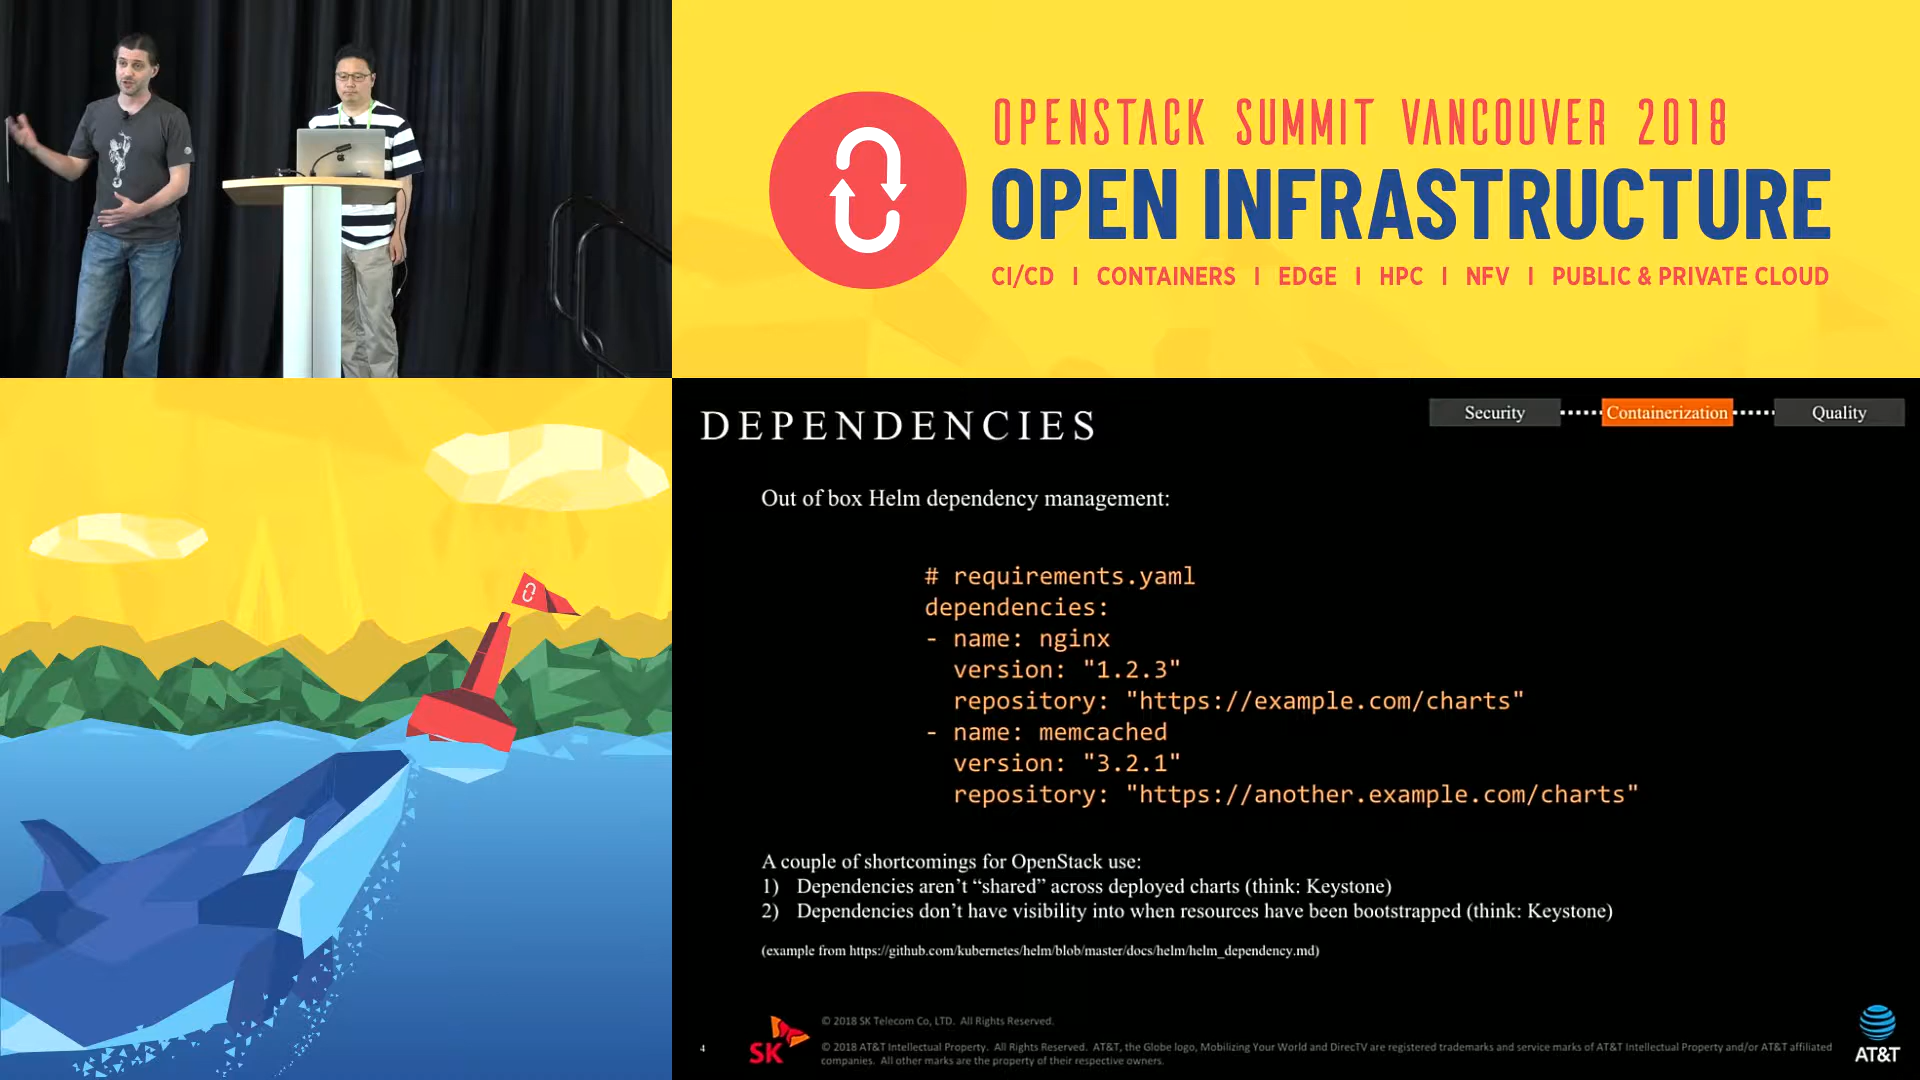 OPENSTACK SUMMIT VANCOUVER 2018
OPEN INFRASTRUCTURE
CI/CD | CONTAINERS | EDGE | HPC | NFV | PUBLIC & PRIVATE CLOUD
DEPENDENCIES
Security Containerization Quality
Out of box Helm dependency management:
# requirements.yaml
dependencies:
- name: nginx
version: "1.2.3"
repository: "https://example.com/charts"
- name: memcached
version: "3.2.1"
repository: "https://another.example.com/charts"
A couple of shortcomings for OpenStack use:
1) Dependencies aren’t “shared” across deployed charts (think: Keystone)
2) Dependencies don’t have visibility into when resources have been bootstrapped (think: Keystone)
(example from https://github.com/kubernetes/helm/blob/master/docs/helm/helm_dependency.md)
© 2018 SK Telecom Co, LTD. All Rights Reserved.
4
SK
© 2018 AT&T Intellectual Property. All Rights Reserved. AT&T, the Globe logo, Mobilizing Your World and DirecTV are registered trademarks and service marks of AT&T Intellectual Property and/or AT&T affiliated
companies. All other marks are the property of their respective owners.
AT&T